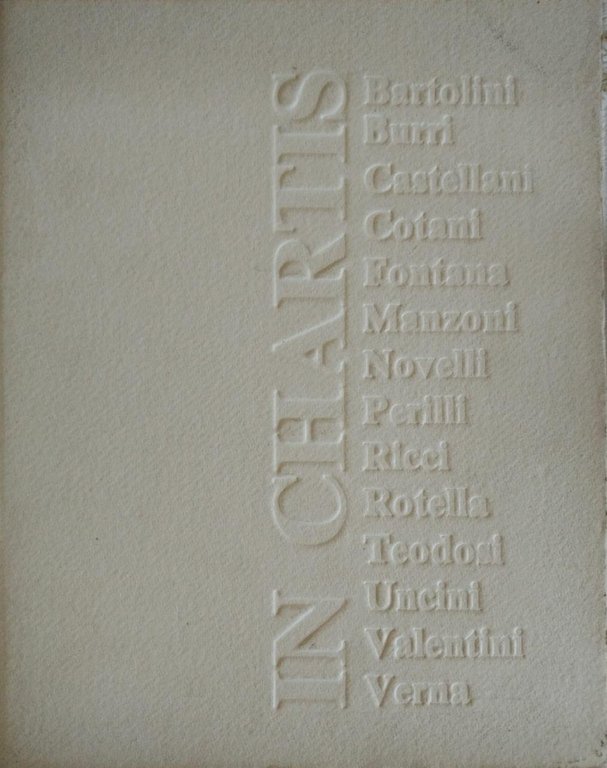 IN CHARTIS
Bartolini
Burri
Castellani
Cotani
Fontana
Manzoni
Novelli
Perilli
Ricci
Rotella
Teodosi
Uncini
Valentini
Verna